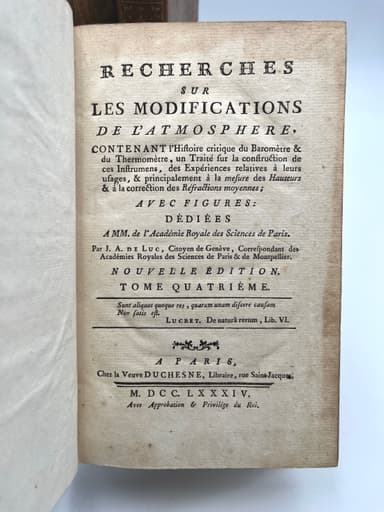 RECHERCHES
SUR
LES MODIFICATIONS
DE L'ATMOSPHERE,
CONTENANT l'Histoire critique du Baromètre &
du Thermomètre, un Traité sur la construction de
ces Instrumens, des Expériences relatives à leurs
usages, & principalement à la mesure des Hauteurs
& à la correction des Réfractions moyennes;
AVEC FIGURES:
DÉDIÉES
A MM. de l'Académie Royale des Sciences de Paris.
Par J. A. DE LUC, Citoyen de Genève, Correspondant des
Académies Royales des Sciences de Paris & de Montpellier.
NOUVELLE ÉDITION.
TOME QUATRIÈME.
Sunt aliquot quoque res, quarum unam dicere causam
Non satis est.
LUCRET. De naturâ rerum, Lib. VI.
A PARIS,
Chez la Veuve DUCHESNE, Libraire, rue Saint-Jacques.
M. DCC. LXXXIV.
Avec Approbation & Privilège du Roi.